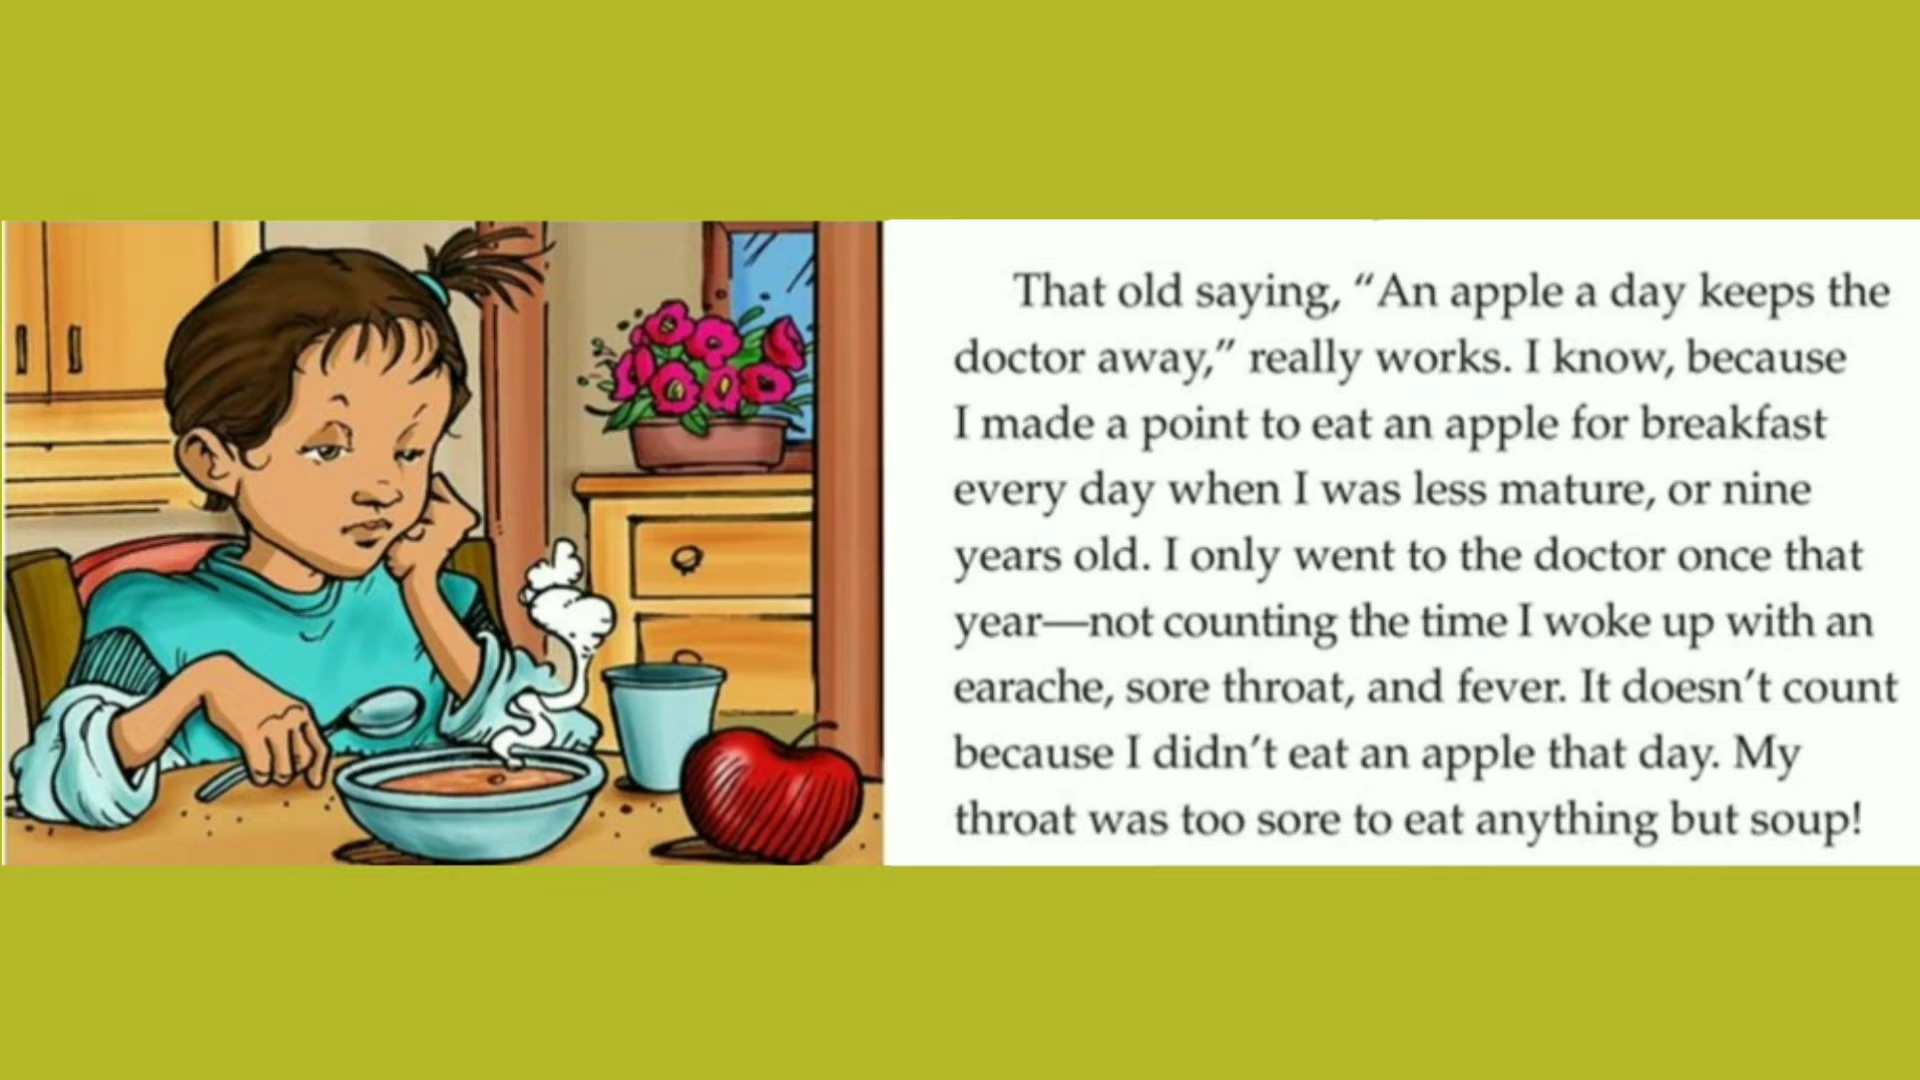 That old saying, “An apple a day keeps the
doctor away,” really works. I know, because
I made a point to eat an apple for breakfast
every day when I was less mature, or nine
years old. I only went to the doctor once that
year—not counting the time I woke up with an
earache, sore throat, and fever. It doesn’t count
because I didn’t eat an apple that day. My
throat was too sore to eat anything but soup!